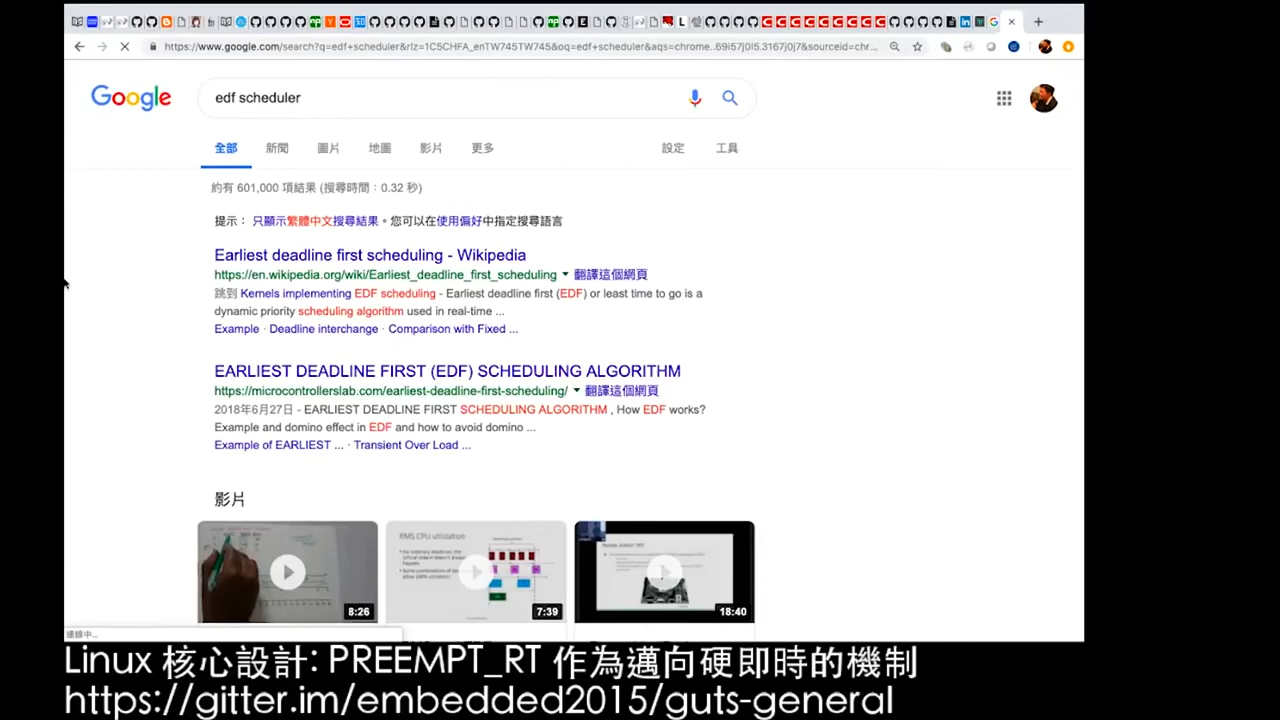 https://www.google.com/search?q=edf+scheduler&rlz=1C5CHFA_enTW745TW745&oq=edf+scheduler&aqs=chrome..69i57j0l5.3167j0j7&sourceid=chr...
Google
edf scheduler
全部 新聞 圖片 地圖 影片 更多 設定 工具
約有 601,000 項結果 (搜尋時間：0.32 秒)
提示： 只顯示繁體中文搜尋結果。您可以在使用偏好中指定搜尋語言
Earliest deadline first scheduling - Wikipedia
https://en.wikipedia.org/wiki/Earliest_deadline_first_scheduling 翻譯這個網頁
跳到 Kernels implementing EDF scheduling - Earliest deadline first (EDF) or least time to go is a
dynamic priority scheduling algorithm used in real-time ...
Example · Deadline interchange · Comparison with Fixed ...
EARLIEST DEADLINE FIRST (EDF) SCHEDULING ALGORITHM
https://microcontrollerslab.com/earliest-deadline-first-scheduling/ 翻譯這個網頁
2018年6月27日 - EARLIEST DEADLINE FIRST SCHEDULING ALGORITHM , How EDF works?
Example and domino effect in EDF and how to avoid domino ...
Example of EARLIEST ... · Transient Over Load ...
影片
RMS CPU utilization
8:26
7:39
18:40
連線中...
Linux 核心設計: PREEMPT_RT 作為邁向硬即時的機制
https://gitter.im/embedded2015/guts-general